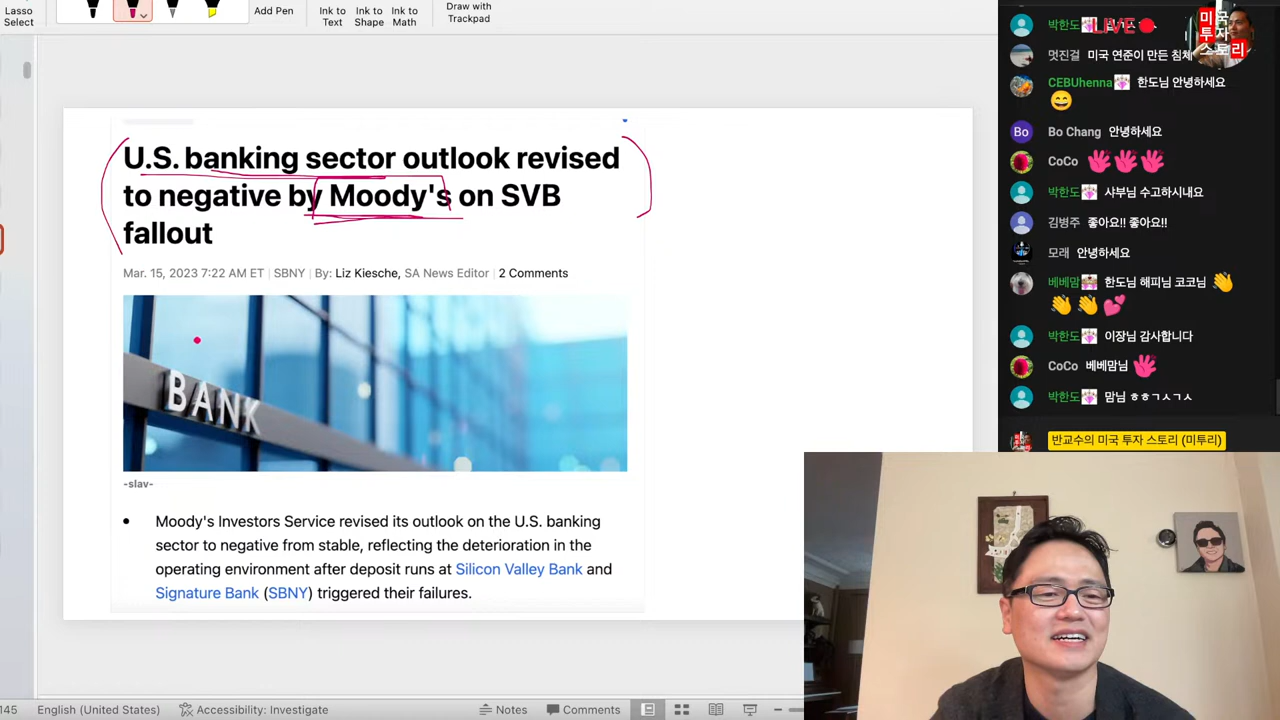 Lasso
Select
Add Pen
Ink to
Text
Ink to
Shape
Ink to
Math
Draw with
Trackpad
U.S. banking sector outlook revised
to negative by Moody's on SVB
fallout
Mar. 15, 2023 7:22 AM ET | SBNY | By: Liz Kiesche, SA News Editor | 2 Comments
BANK
-slav-
• Moody's Investors Service revised its outlook on the U.S. banking
sector to negative from stable, reflecting the deterioration in the
operating environment after deposit runs at Silicon Valley Bank and
Signature Bank (SBNY) triggered their failures.
145
English (United States)
Accessibility: Investigate
Notes
Comments
LIVE
미국
투자
스토리
박한도
멋진걸 미국 연준이 만든 침체
CEBUhenna 한도님 안녕하세요
Bo
Bo Chang 안녕하세요
CoCo
박한도 샤부님 수고하시내요
김병주 좋아요!! 좋아요!!
모래 안녕하세요
베베맘 한도님 해피님 코코님
박한도 이장님 감사합니다
CoCo 베베맘님
박한도 맘님 ㅎㅎㄱㅅㄱㅅ
반교수의 미국 투자 스토리 (미투리)